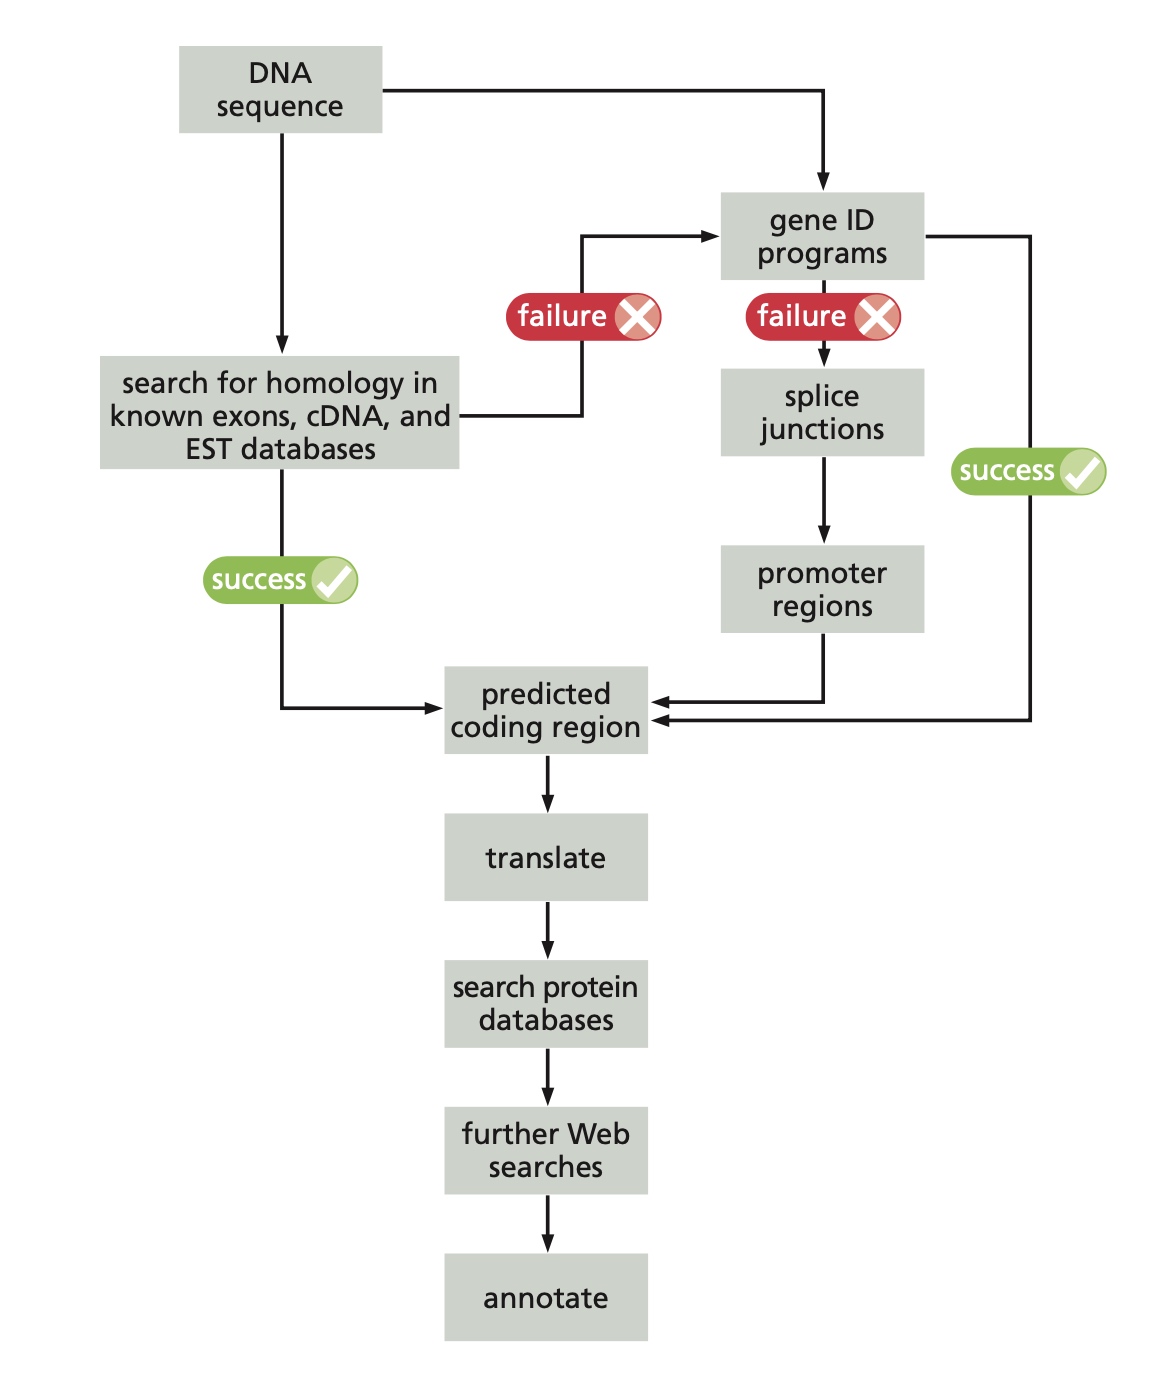 DNA
sequence
gene ID
programs
failure
failure
search for homology in
known exons, cDNA, and
EST databases
splice
junctions
success
success
promoter
regions
predicted
coding region
translate
search protein
databases
further Web
searches
annotate